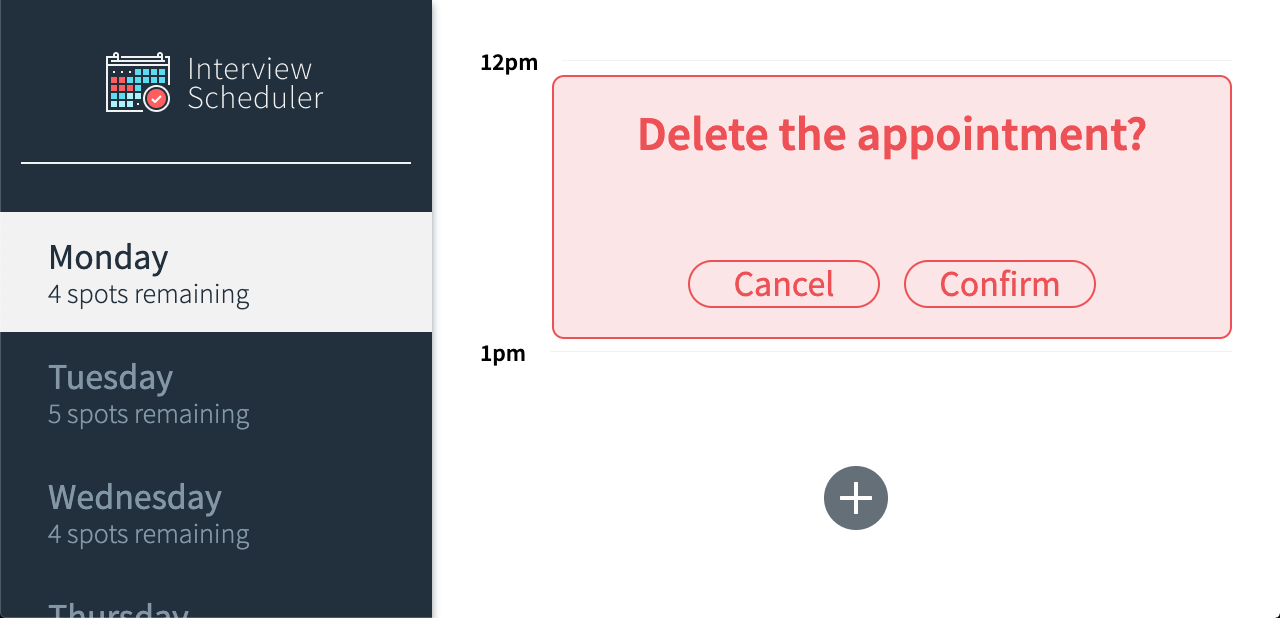 Interview
Scheduler
Monday
4 spots remaining
Tuesday
5 spots remaining
Wednesday
4 spots remaining
Thursday
12pm
Delete the appointment?
Cancel
Confirm
1pm